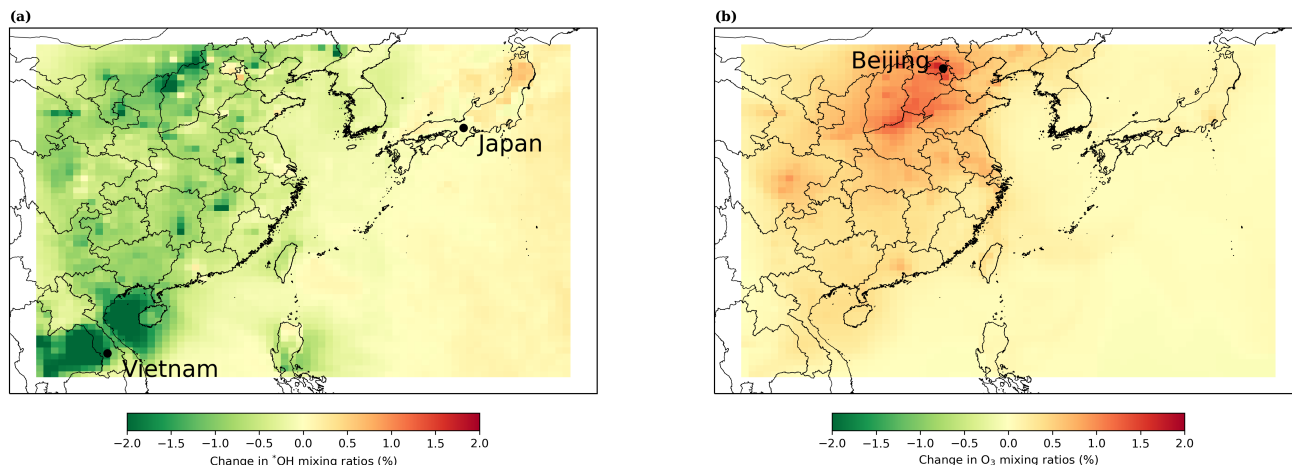 (a)
Japan
Vietnam
−2.0 −1.5 −1.0 −0.5 0.0 0.5 1.0 1.5 2.0
Change in *OH mixing ratios (%)
(b)
Beijing
−2.0 −1.5 −1.0 −0.5 0.0 0.5 1.0 1.5 2.0
Change in O₃ mixing ratios (%)